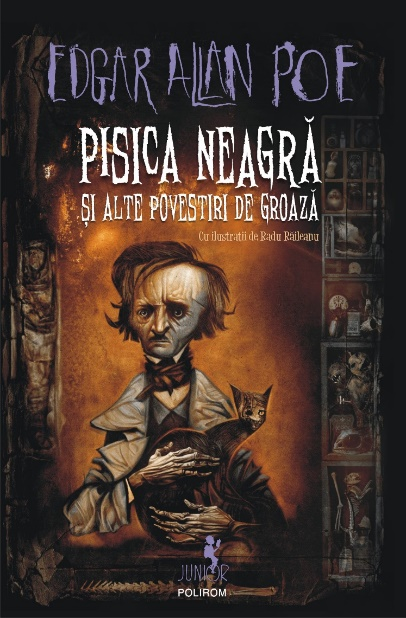 EDGAR ALLAN POE
PISICA NEAGRĂ
ȘI ALTE POVESTIRI DE GROAZĂ
Cu ilustrații de Radu Răileanu
JUNIOR
POLIROM